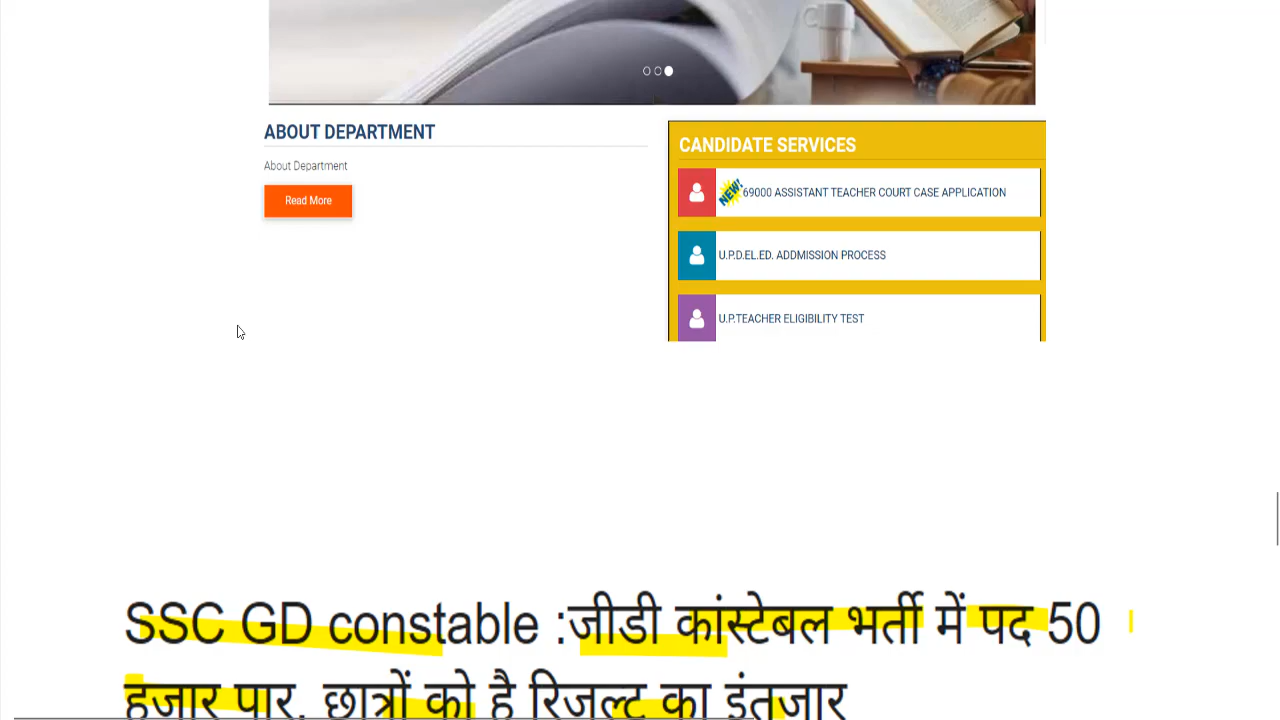 ABOUT DEPARTMENT
About Department
Read More
CANDIDATE SERVICES
NEW! 69000 ASSISTANT TEACHER COURT CASE APPLICATION
U.P.D.EL.ED. ADDMISSION PROCESS
U.P.TEACHER ELIGIBILITY TEST
SSC GD constable :जीडी कांस्टेबल भर्ती में पद 50
हजार पार, छात्रों को है रिजल्ट का इंतजार